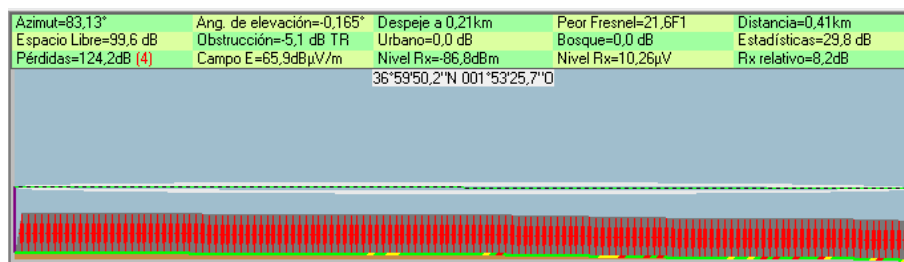 Azimut=83,13° Ang. de elevación=-0,165° Despeje a 0,21km Peor Fresnel=21,6F1 Distancia=0,41km
Espacio Libre=99,6 dB Obstrucción=-5,1 dB TR Urbano=0,0 dB Bosque=0,0 dB Estadísticas=29,8 dB
Pérdidas=124,2dB (4) Campo E=65,9dBµV/m Nivel Rx=-86,8dBm Nivel Rx=10,26µV Rx relativo=8,2dB
36°59'50,2"N 001°53'25,7"O